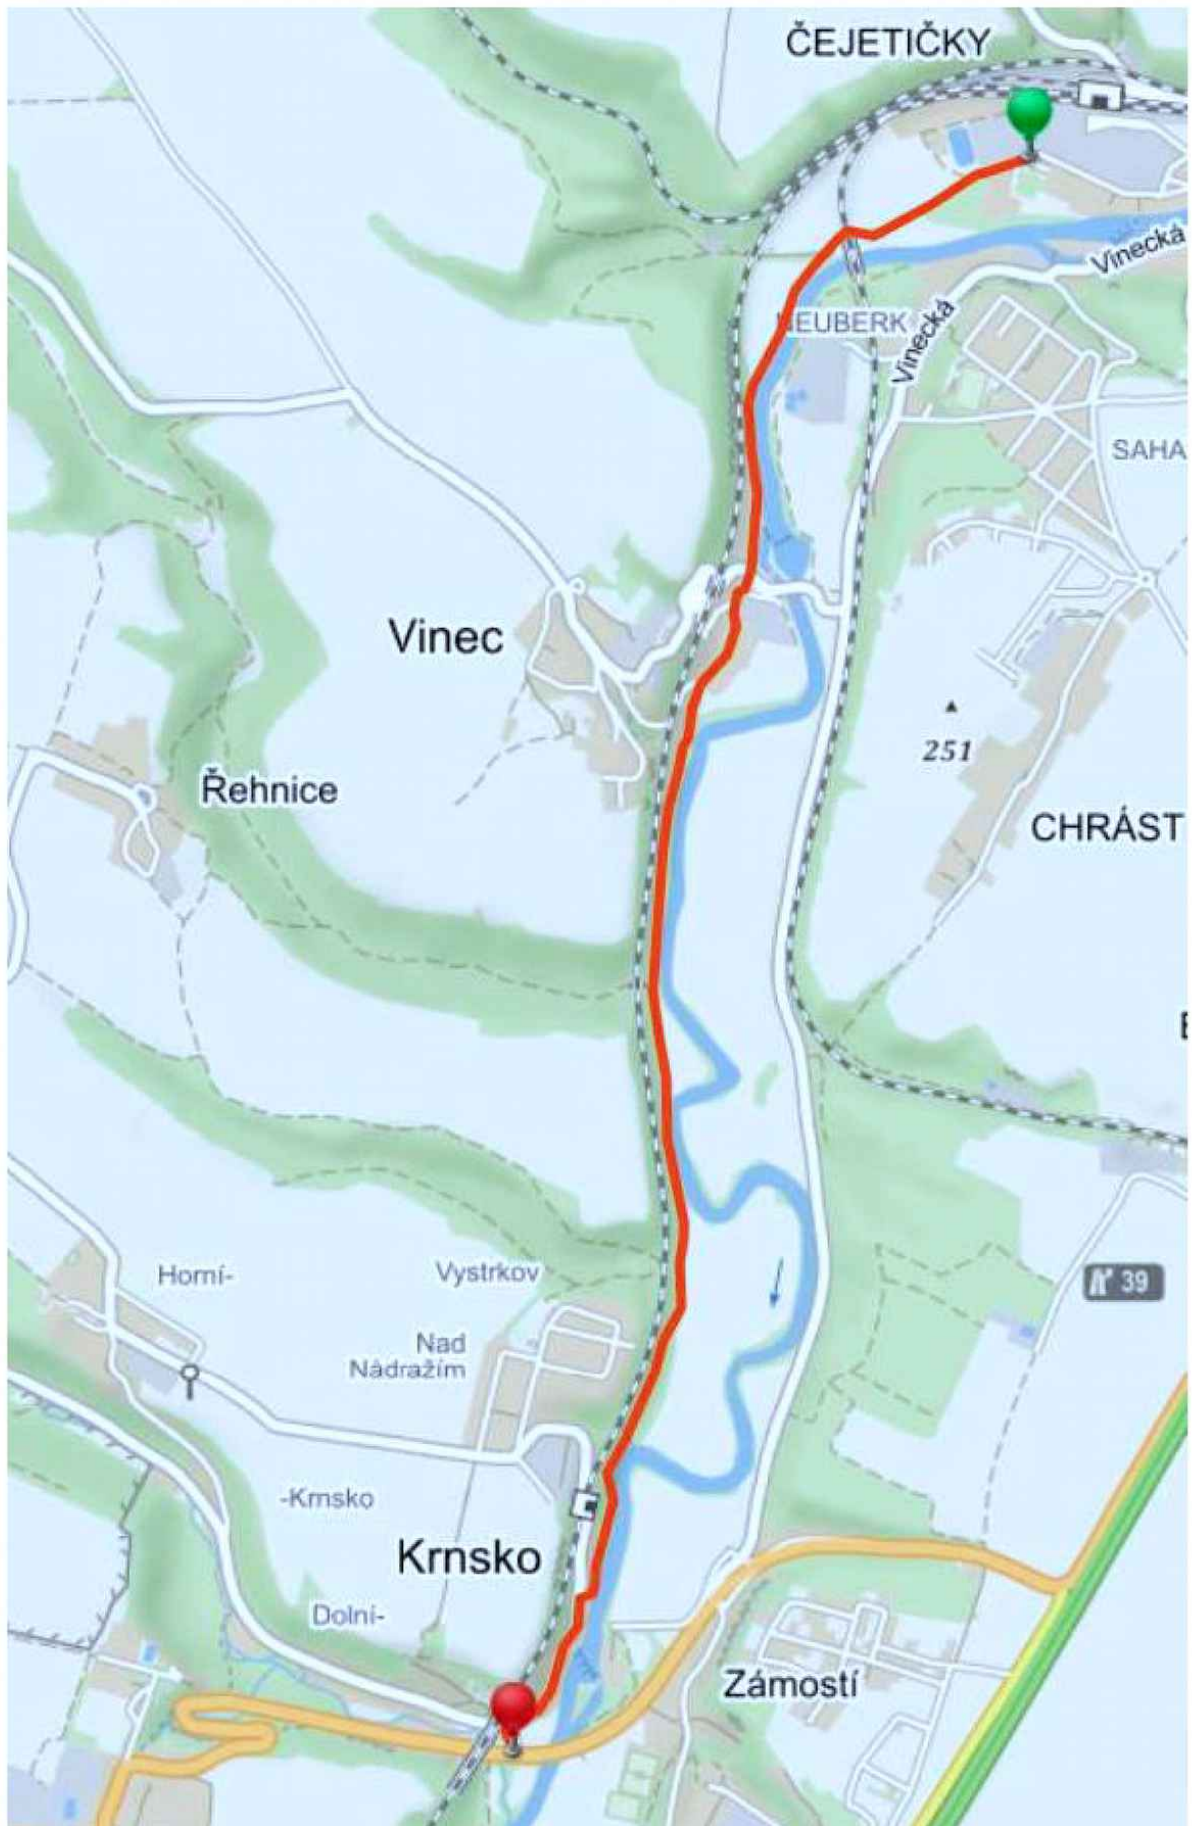 ČEJETIČKY
Vinecká
NEUBERK
Vinecká
SAHA
Vinec
251
Řehnice
CHRÁST
Horní-
Vystrkov
39
Nad
Nádražím
-Krnsko
Krnsko
Dolní-
Zámostí